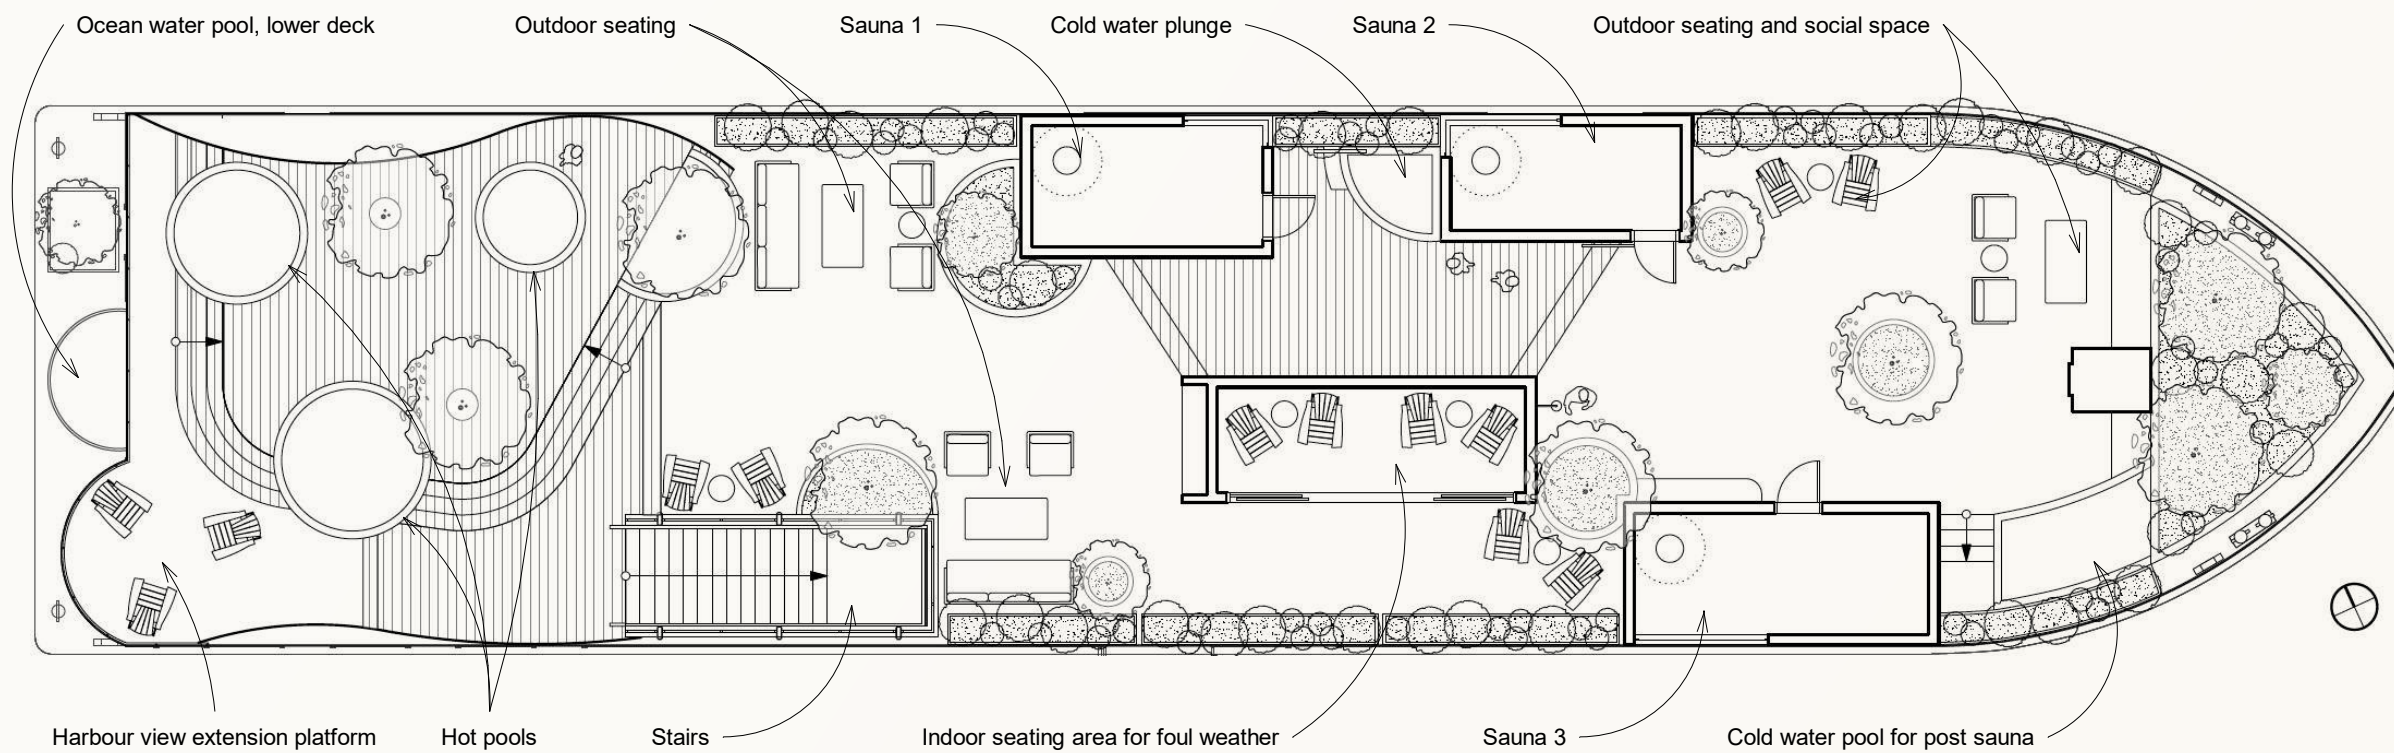 Ocean water pool, lower deck
Outdoor seating
Sauna 1
Cold water plunge
Sauna 2
Outdoor seating and social space
Harbour view extension platform
Hot pools
Stairs
Indoor seating area for foul weather
Sauna 3
Cold water pool for post sauna